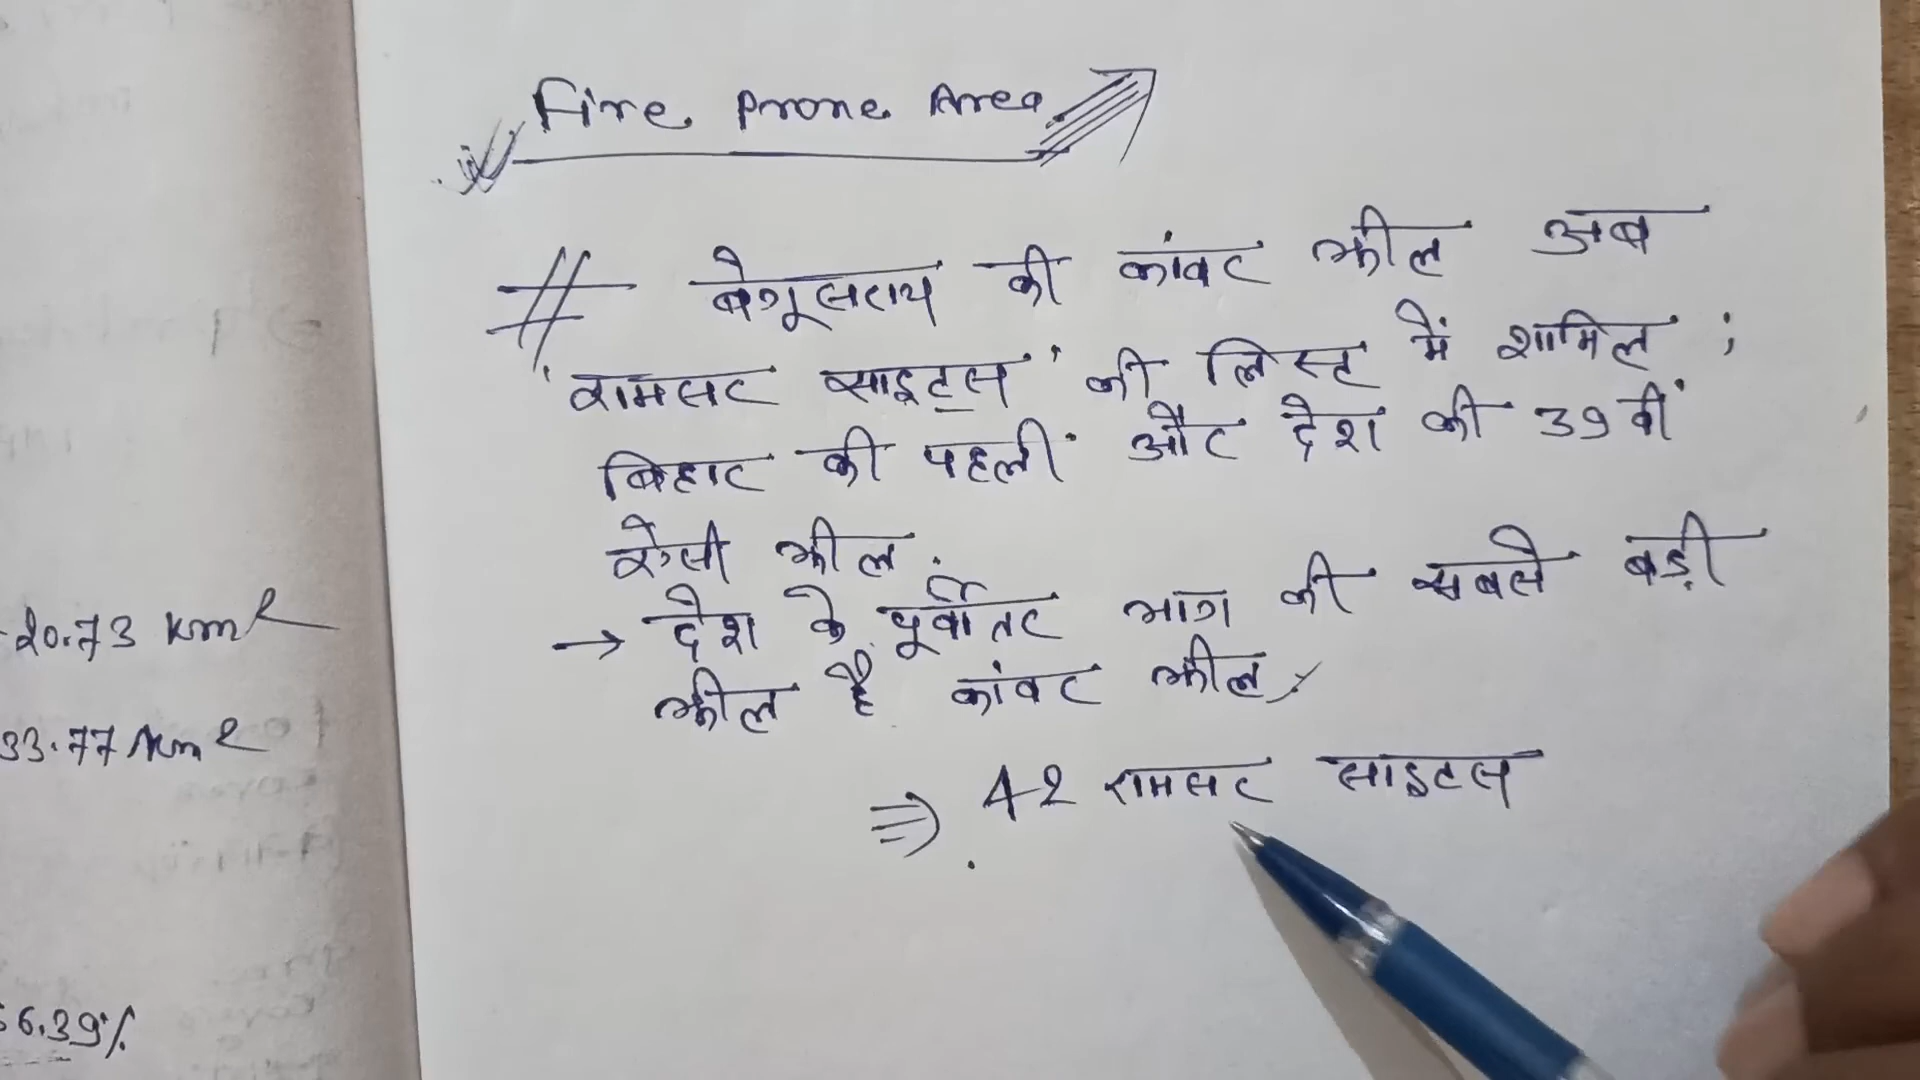 Fire Prone Area
# बेगूसराय की कांवर झील अब
'रामसर साइट्स' की लिस्ट में शामिल;
बिहार की पहली और देश की 39 वीं
ऐसी झील.
→ देश के पूर्वोतर भाग की सबसे बड़ी
झील है कांवर झील
⇒ 42 रामसर साइटस
20.73 Km2
33.77 Km2
6.39%